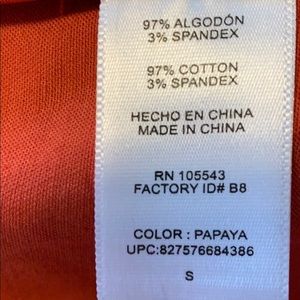 97% ALGODÓN
3% SPANDEX
97% COTTON
3% SPANDEX
HECHO EN CHINA
MADE IN CHINA
RN 105543
FACTORY ID# B8
COLOR : PAPAYA
UPC:827576684386
S